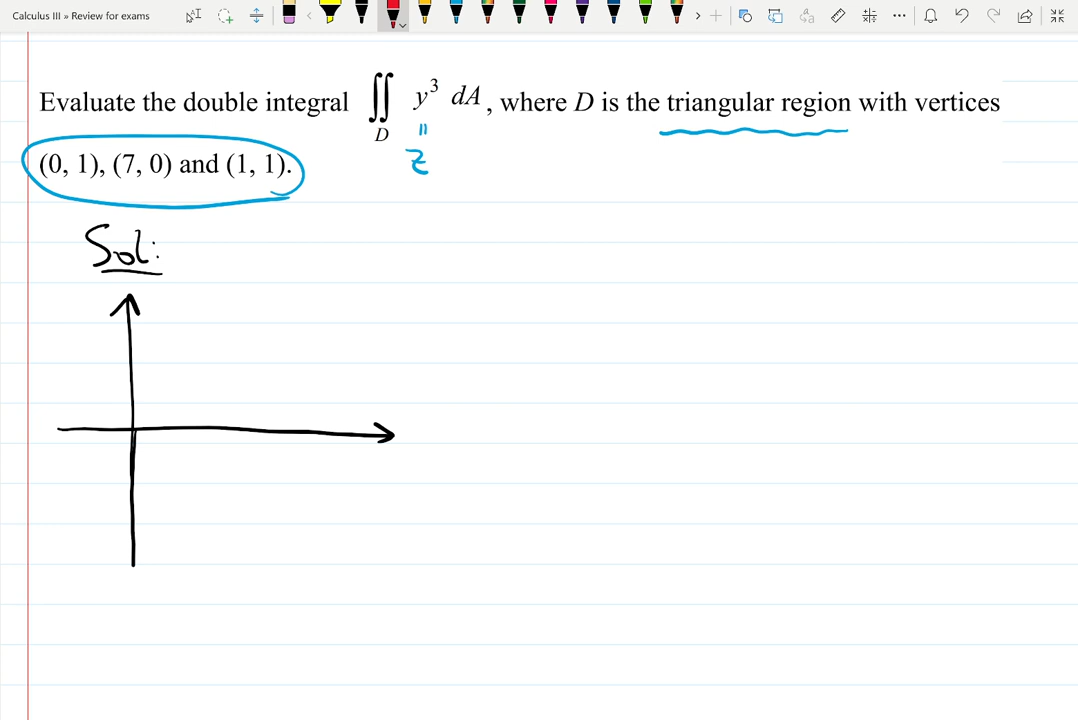 Calculus III » Review for exams
Evaluate the double integral ∬_D y³ dA, where D is the triangular region with vertices
"
z
(0, 1), (7, 0) and (1, 1).
Sol: